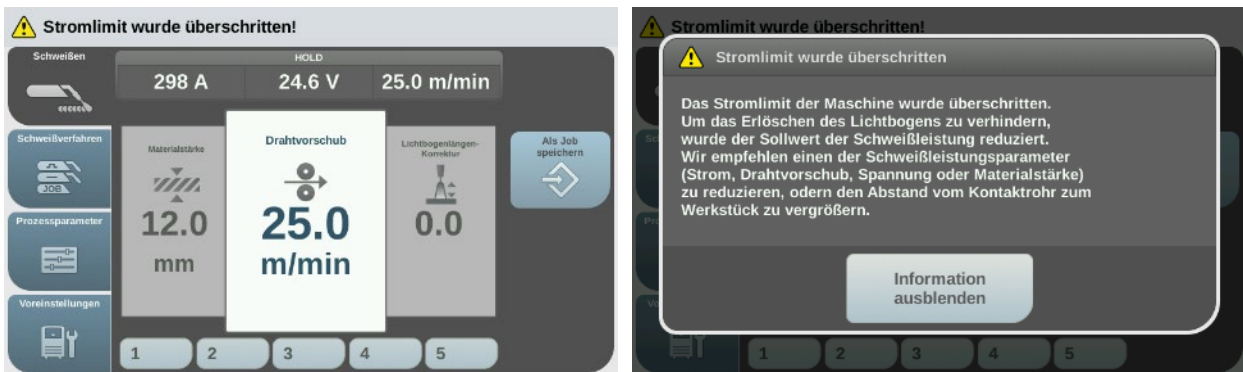 Stromlimit wurde überschritten!
Schweißen
HOLD
298 A 24.6 V 25.0 m/min
Schweißverfahren
JOB
Prozessparameter
Voreinstellungen
Materialstärke
12.0
mm
Drahtvorschub
25.0
m/min
Lichtbogenlängen-
Korrektur
0.0
Als Job
speichern
1 2 3 4 5
Stromlimit wurde überschritten!
Stromlimit wurde überschritten
Das Stromlimit der Maschine wurde überschritten.
Um das Erlöschen des Lichtbogens zu verhindern,
wurde der Sollwert der Schweißleistung reduziert.
Wir empfehlen einen der Schweißleistungsparameter
(Strom, Drahtvorschub, Spannung oder Materialstärke)
zu reduzieren, odern den Abstand vom Kontaktrohr zum
Werkstück zu vergrößern.
Information
ausblenden
1 2 3 4 5